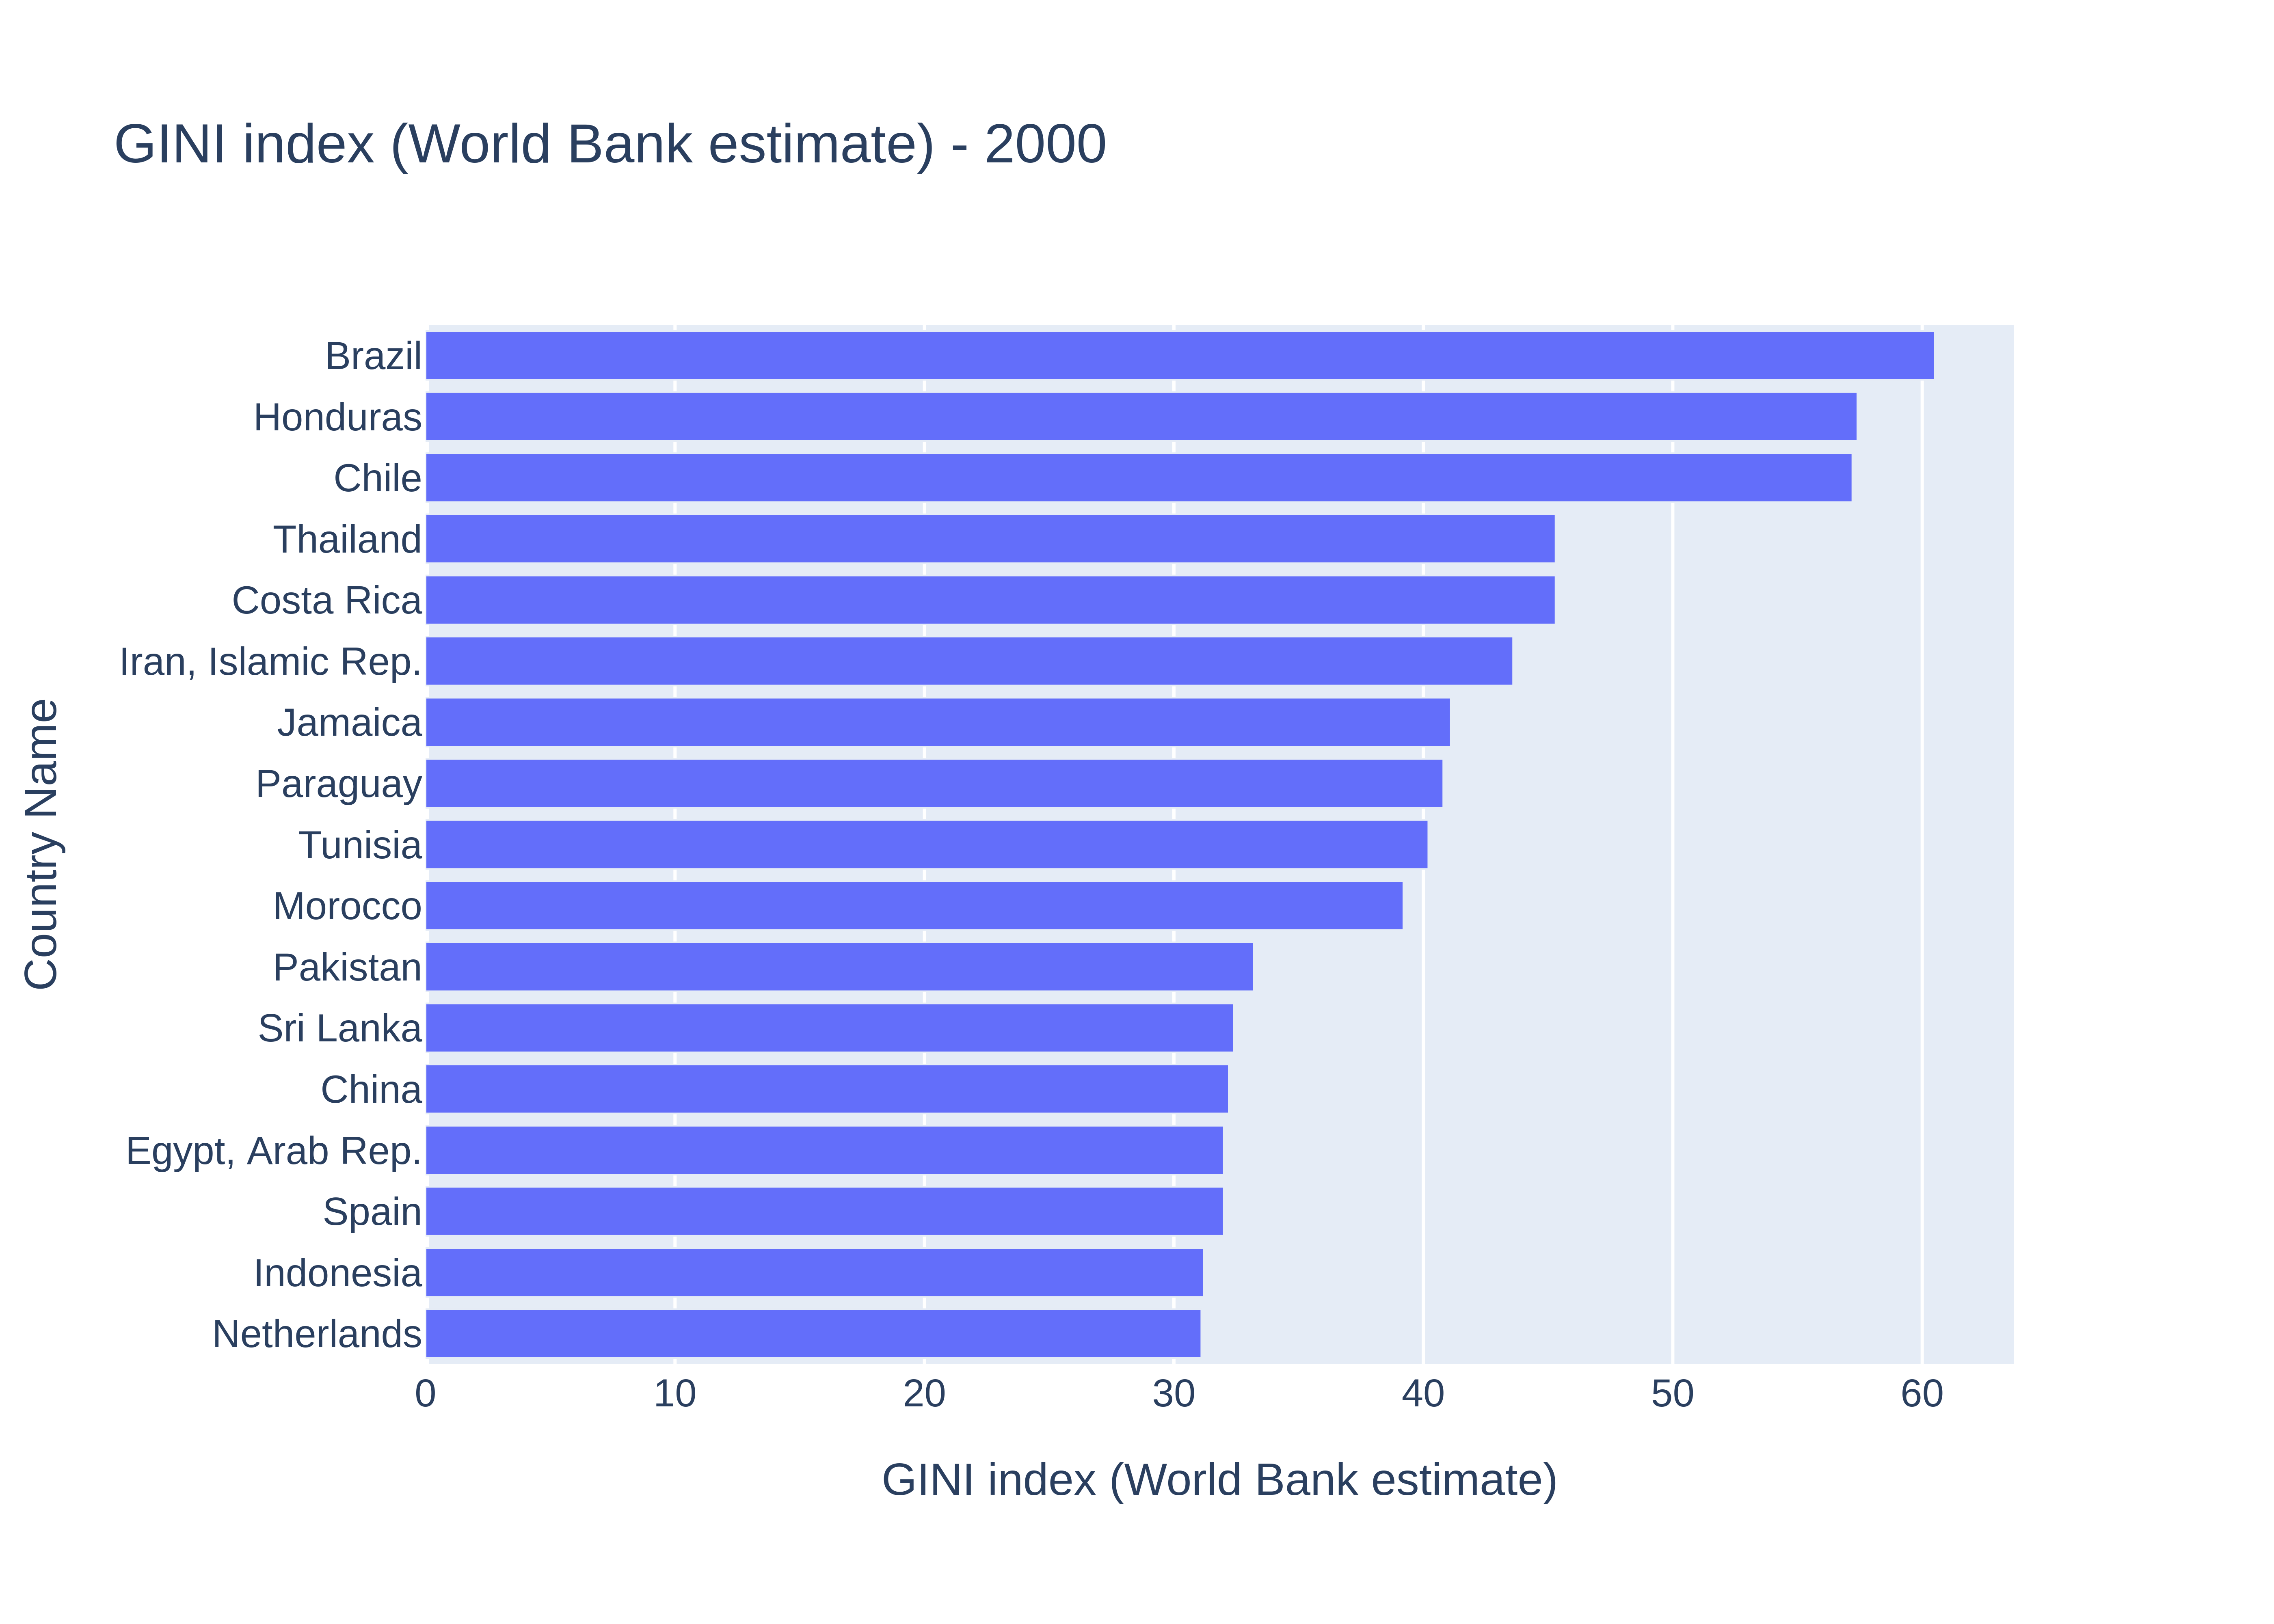 GINI index (World Bank estimate) - 2000
Country Name
Brazil
Honduras
Chile
Thailand
Costa Rica
Iran, Islamic Rep.
Jamaica
Paraguay
Tunisia
Morocco
Pakistan
Sri Lanka
China
Egypt, Arab Rep.
Spain
Indonesia
Netherlands
0 10 20 30 40 50 60
GINI index (World Bank estimate)